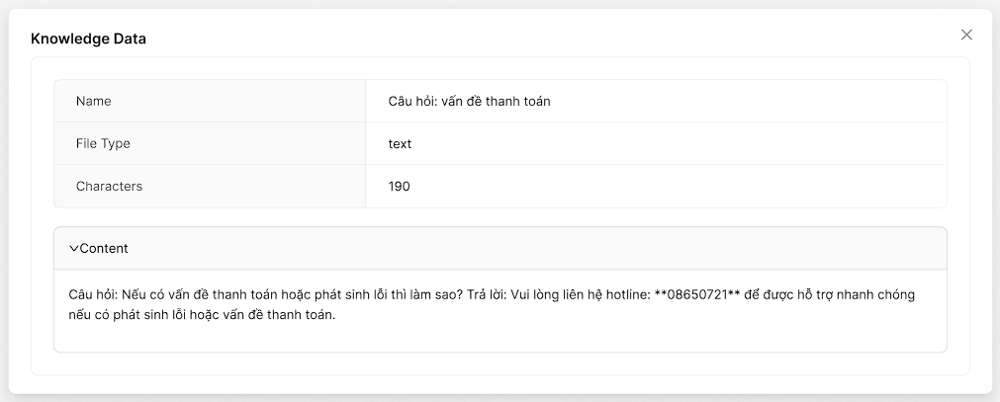 Knowledge Data
Name
Câu hỏi: vấn đề thanh toán
File Type
text
Characters
190
Content
Câu hỏi: Nếu có vấn đề thanh toán hoặc phát sinh lỗi thì làm sao? Trả lời: Vui lòng liên hệ hotline: **08650721** để được hỗ trợ nhanh chóng
nếu có phát sinh lỗi hoặc vấn đề thanh toán.